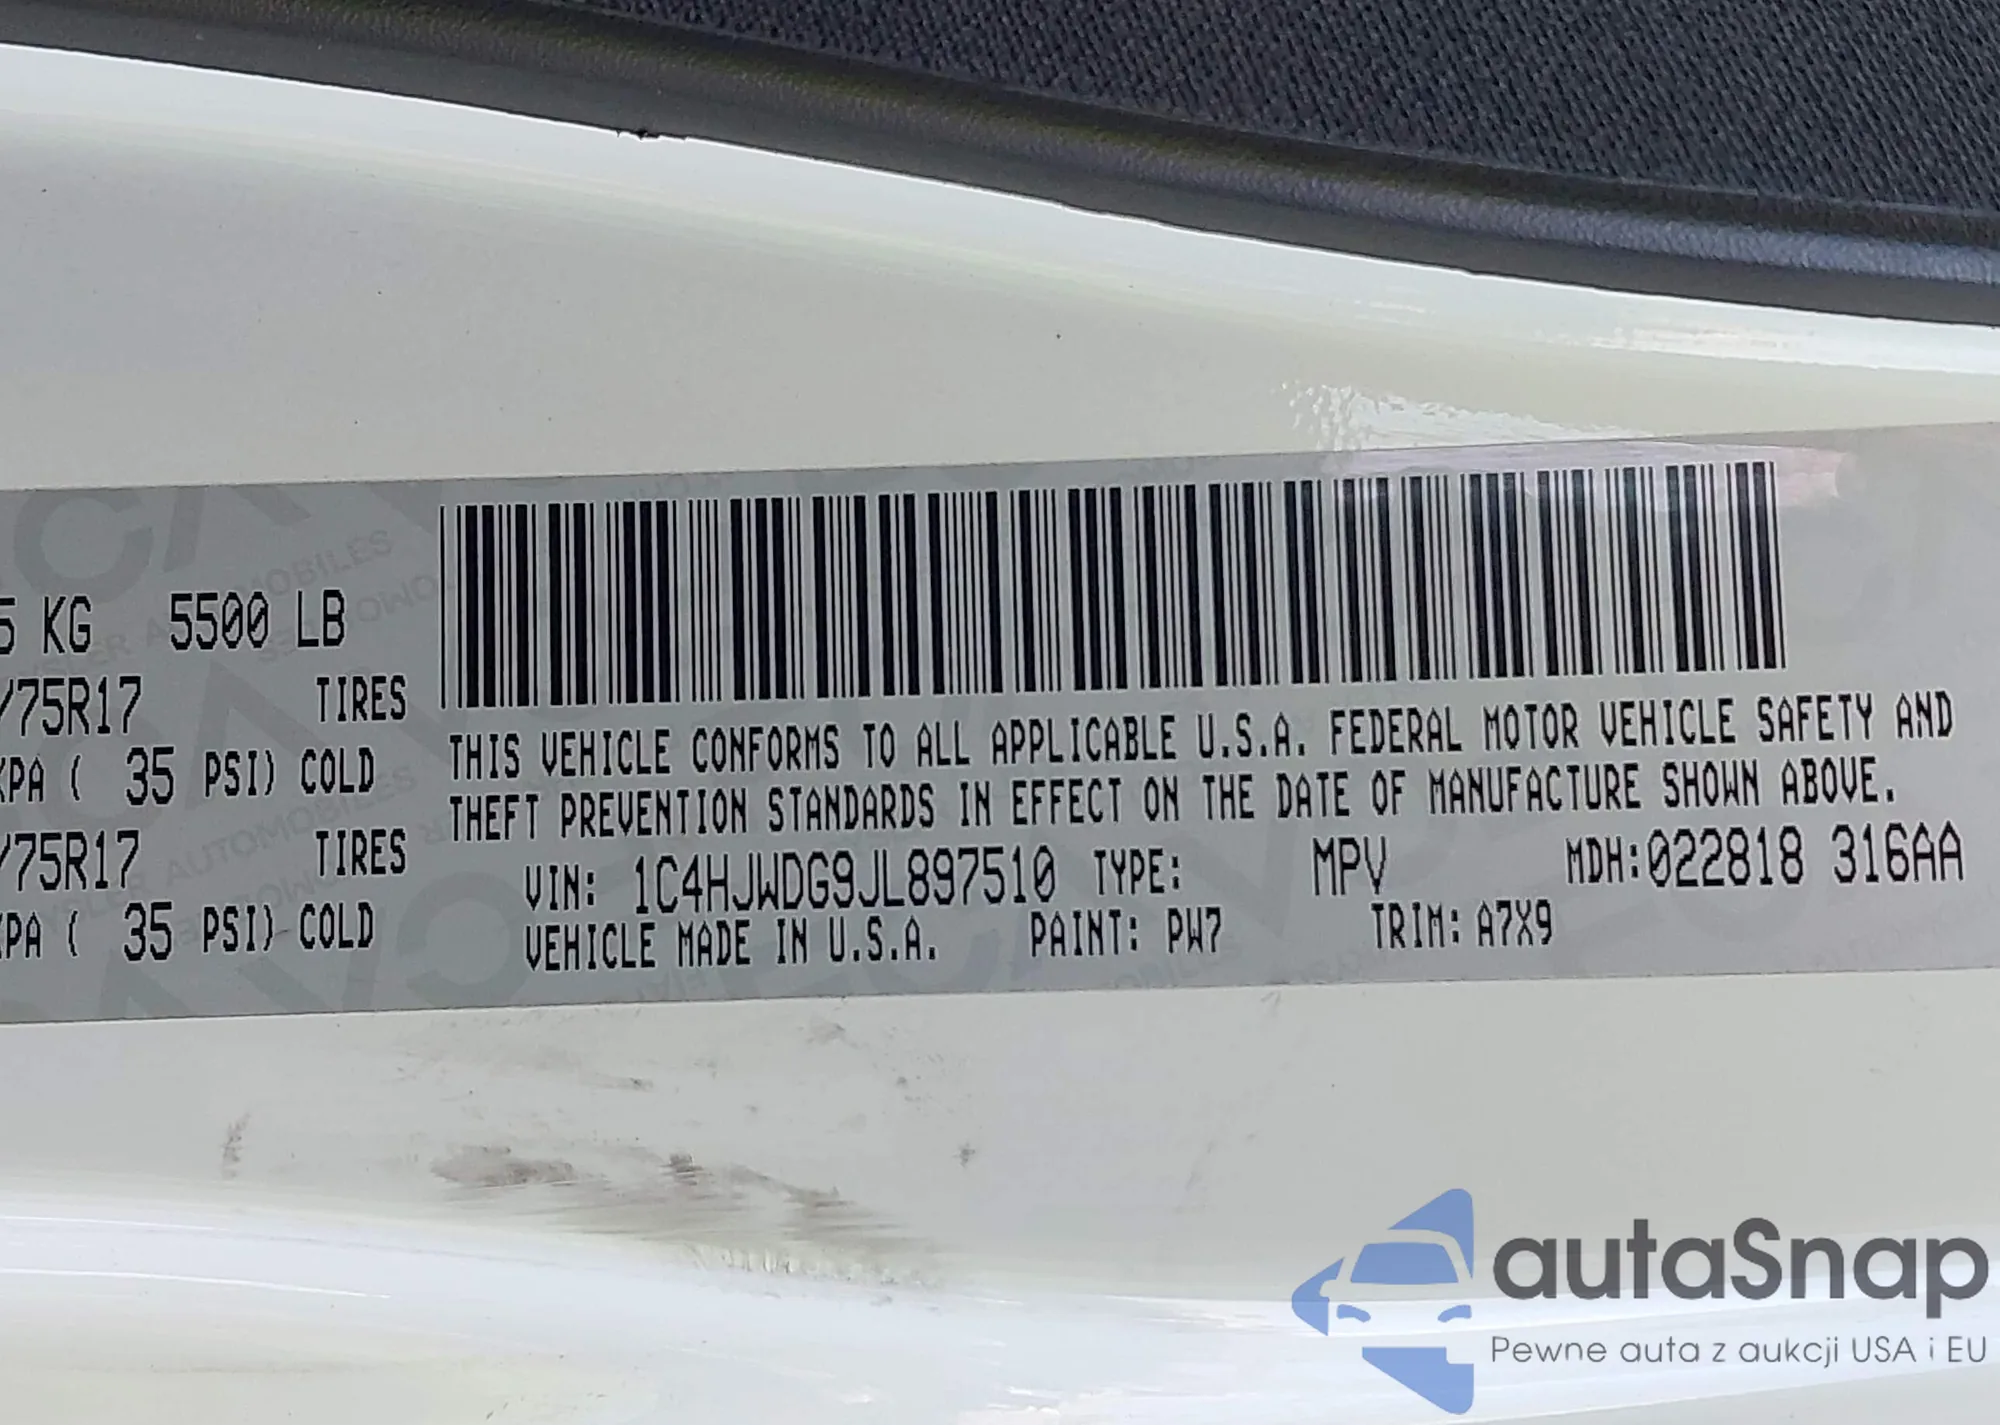 5 KG 5500 LB
/75R17 TIRES
KPA ( 35 PSI) COLD
/75R17 TIRES
KPA ( 35 PSI) COLD
THIS VEHICLE CONFORMS TO ALL APPLICABLE U.S.A. FEDERAL MOTOR VEHICLE SAFETY AND
THEFT PREVENTION STANDARDS IN EFFECT ON THE DATE OF MANUFACTURE SHOWN ABOVE.
VIN: 1C4HJWDG9JL897510 TYPE: MPV MDH:022818 316AA
VEHICLE MADE IN U.S.A. PAINT: PW7 TRIM: A7X9
autaSnap
Pewne auta z aukcji USA i EU